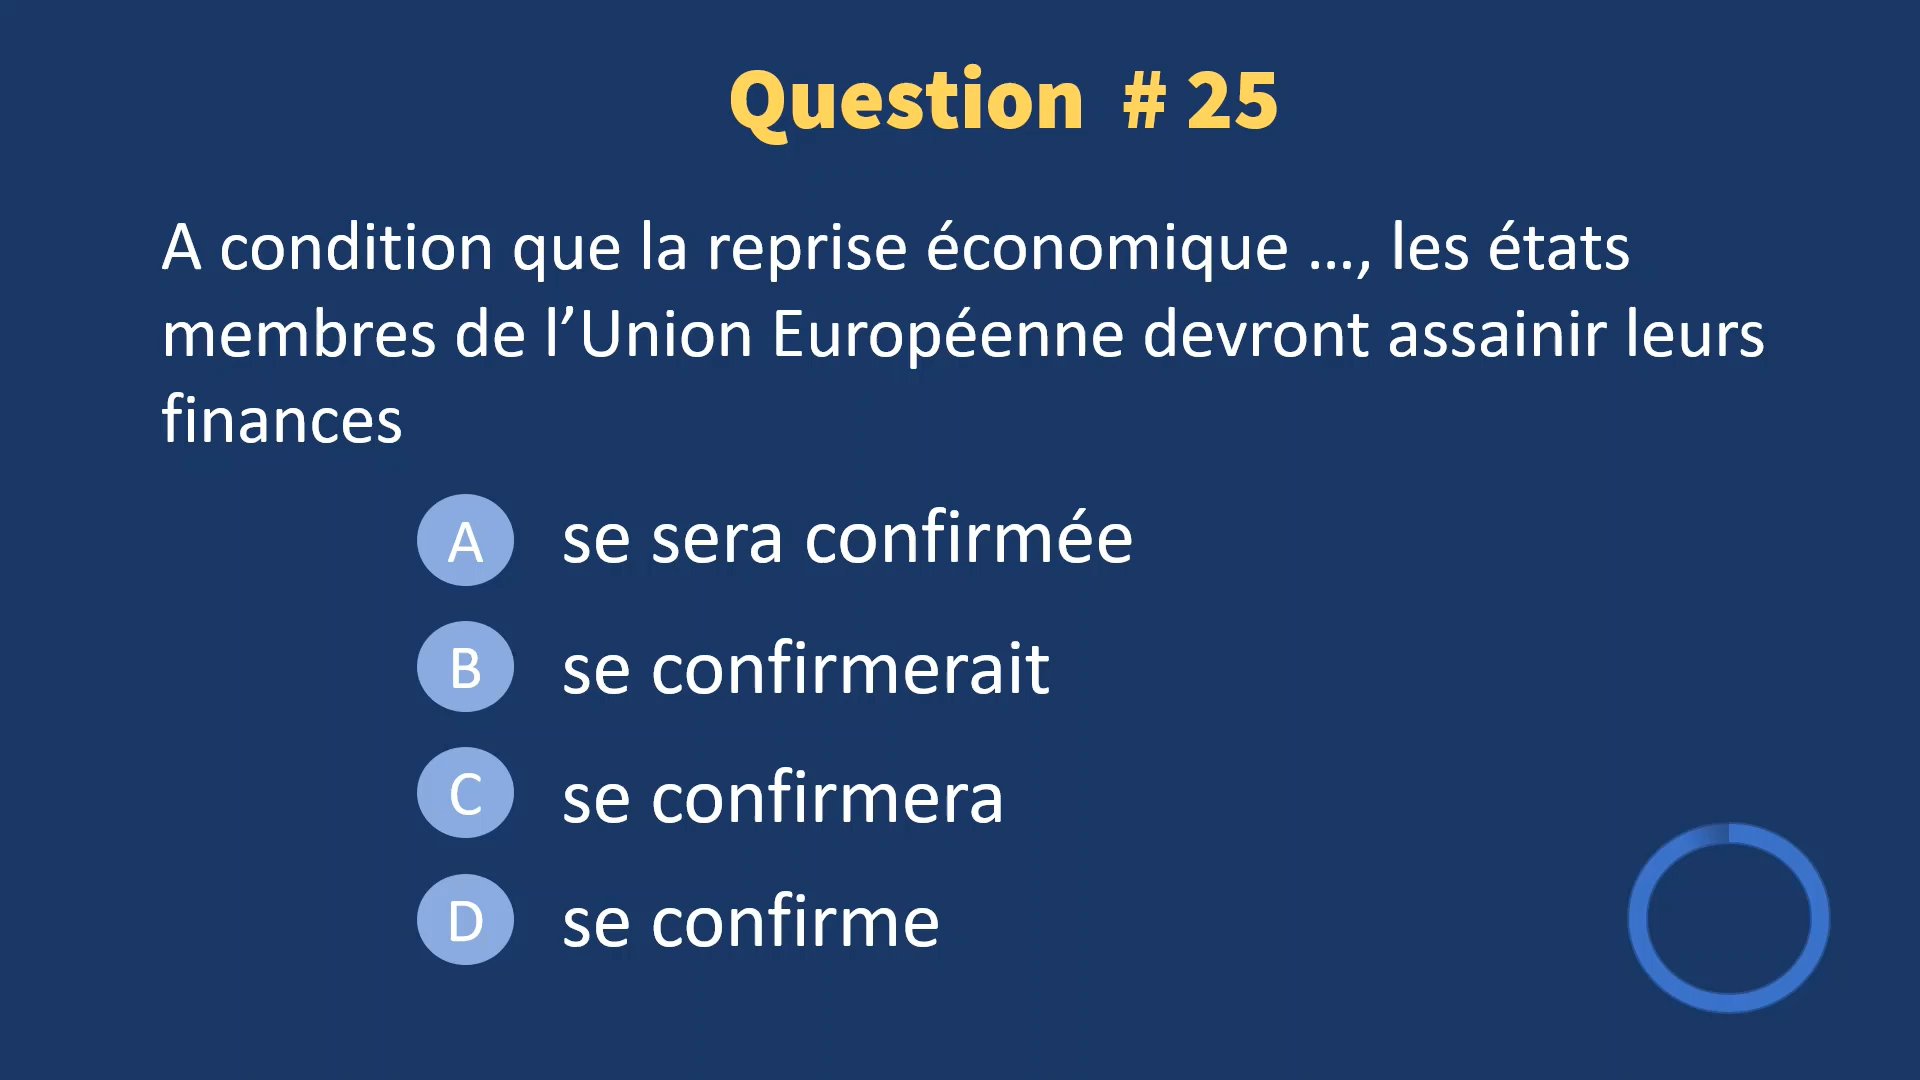 Question # 25
A condition que la reprise économique ..., les états
membres de l’Union Européenne devront assainir leurs
finances
A se sera confirmée
B se confirmerait
C se confirmera
D se confirme